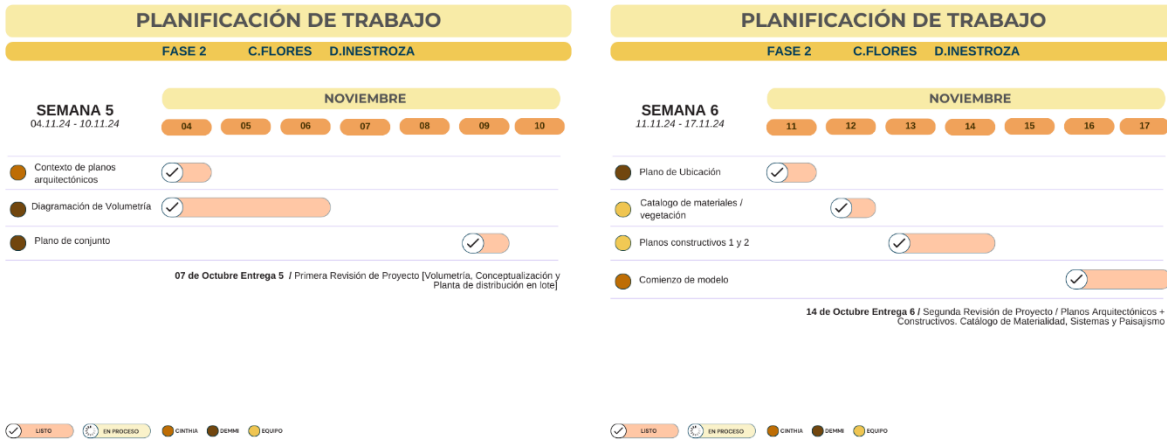 PLANIFICACIÓN DE TRABAJO
FASE 2 C.FLORES D.INESTROZA
SEMANA 5
04.11.24 - 10.11.24
NOVIEMBRE
04 05 06 07 08 09 10
Contexto de planos
arquitectónicos
Diagramación de Volumetría
Plano de conjunto
07 de Octubre Entrega 5 / Primera Revisión de Proyecto [Volumetría, Conceptualización y
Planta de distribución en lote]
LISTO EN PROCESO CINTHIA DEMMI EQUIPO
PLANIFICACIÓN DE TRABAJO
FASE 2 C.FLORES D.INESTROZA
SEMANA 6
11.11.24 - 17.11.24
NOVIEMBRE
11 12 13 14 15 16 17
Plano de Ubicación
Catalogo de materiales /
vegetación
Planos constructivos 1 y 2
Comienzo de modelo
14 de Octubre Entrega 6 / Segunda Revisión de Proyecto / Planos Arquitectónicos +
Constructivos. Catálogo de Materialidad, Sistemas y Paisajismo
LISTO EN PROCESO CINTHIA DEMMI EQUIPO